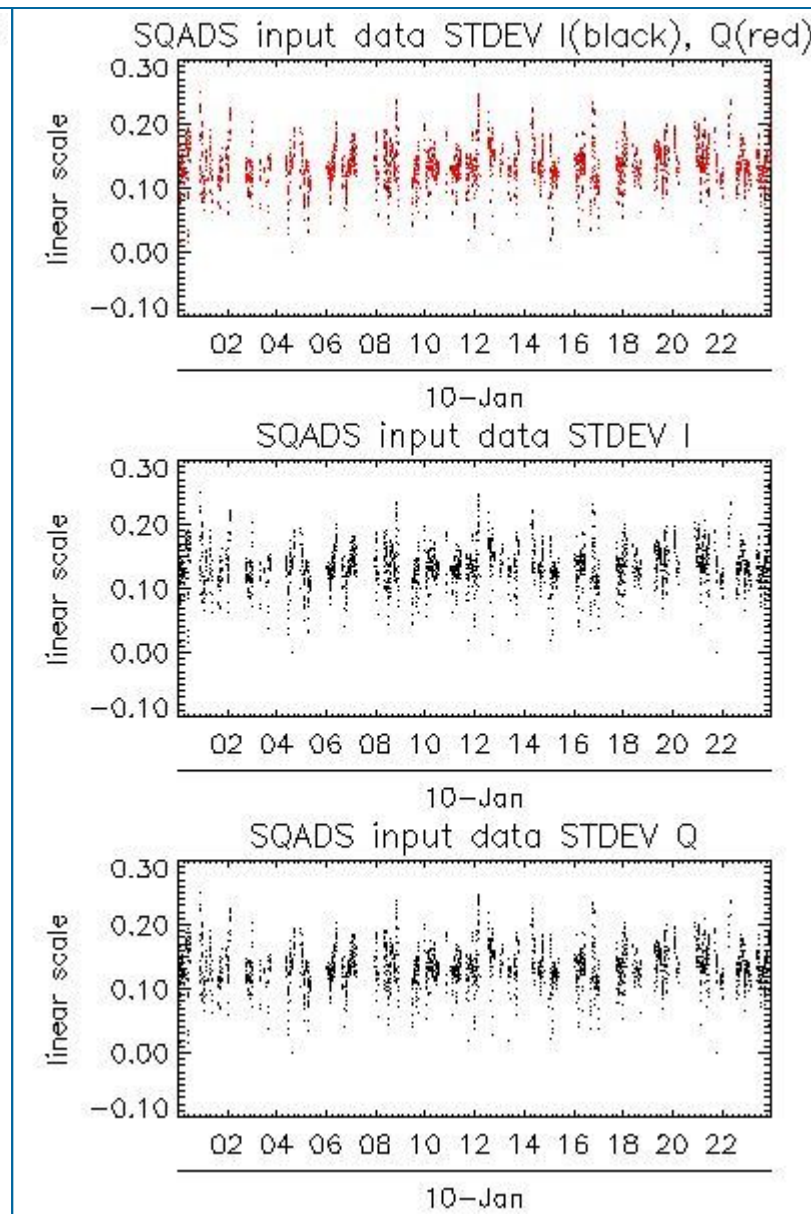 SQADS input data STDEV I(black), Q(red)
0.30
0.20
0.10
0.00
-0.10
linear scale
02 04 06 08 10 12 14 16 18 20 22
10-Jan
SQADS input data STDEV I
0.30
0.20
0.10
0.00
-0.10
linear scale
02 04 06 08 10 12 14 16 18 20 22
10-Jan
SQADS input data STDEV Q
0.30
0.20
0.10
0.00
-0.10
linear scale
02 04 06 08 10 12 14 16 18 20 22
10-Jan